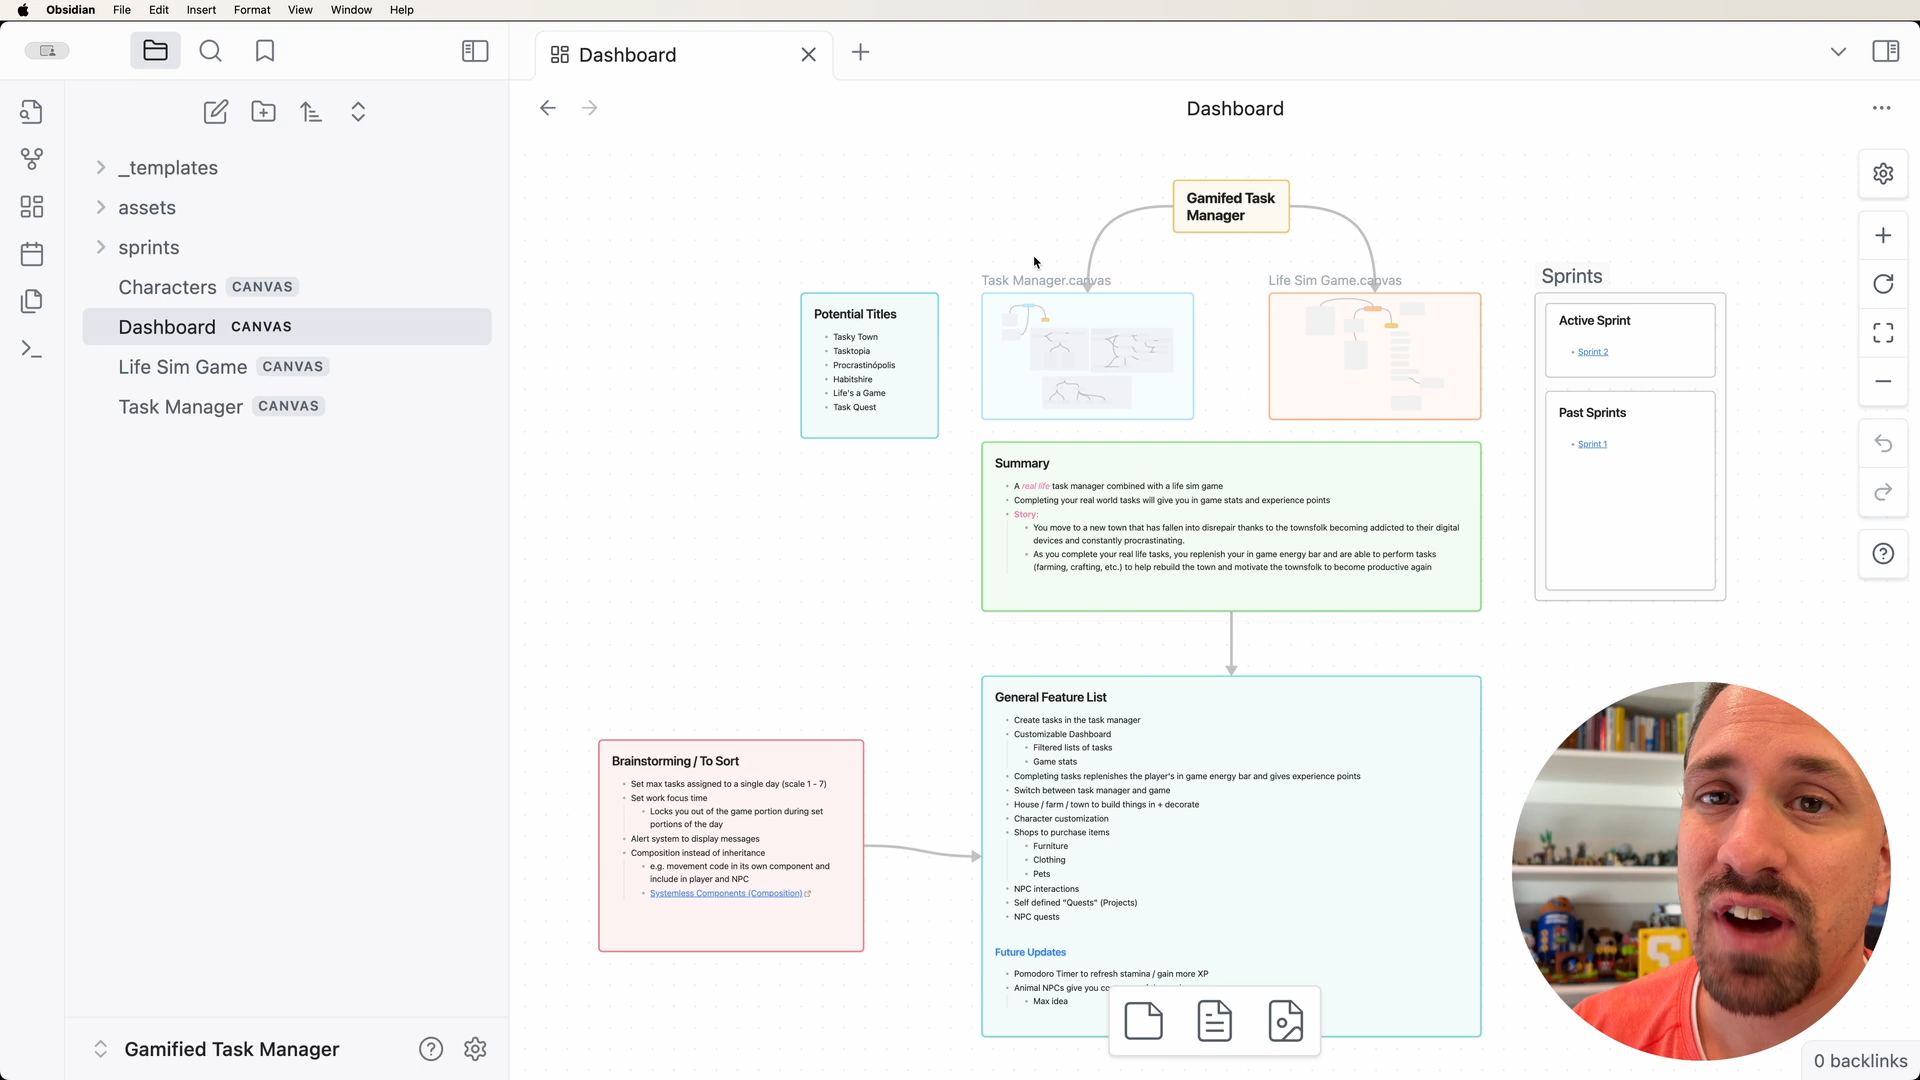 Obsidian File Edit Insert Format View Window Help
Dashboard
Dashboard
_templates
assets
sprints
Characters CANVAS
Dashboard CANVAS
Life Sim Game CANVAS
Task Manager CANVAS
Gamified Task Manager
Gamifed Task
Manager
Task Manager.canvas
Life Sim Game.canvas
Potential Titles
Tasky Town
Tasktopia
Procrastinópolis
Habitshire
Life's a Game
Task Quest
Sprints
Active Sprint
Sprint 2
Past Sprints
Sprint 1
Summary
A real life task manager combined with a life sim game
Completing your real world tasks will give you in game stats and experience points
Story:
You move to a new town that has fallen into disrepair thanks to the townsfolk becoming addicted to their digital
devices and constantly procrastinating.
As you complete your real life tasks, you replenish your in game energy bar and are able to perform tasks
(farming, crafting, etc.) to help rebuild the town and motivate the townsfolk to become productive again
Brainstorming / To Sort
Set max tasks assigned to a single day (scale 1 - 7)
Set work focus time
Locks you out of the game portion during set
portions of the day
Alert system to display messages
Composition instead of inheritance
e.g. movement code in its own component and
include in player and NPC
Systemless Components (Composition)
General Feature List
Create tasks in the task manager
Customizable Dashboard
Filtered lists of tasks
Game stats
Completing tasks replenishes the player's in game energy bar and gives experience points
Switch between task manager and game
House / farm / town to build things in + decorate
Character customization
Shops to purchase items
Furniture
Clothing
Pets
NPC interactions
Self defined "Quests" (Projects)
NPC quests
Future Updates
Pomodoro Timer to refresh stamina / gain more XP
Animal NPCs give you
Max idea
0 backlinks